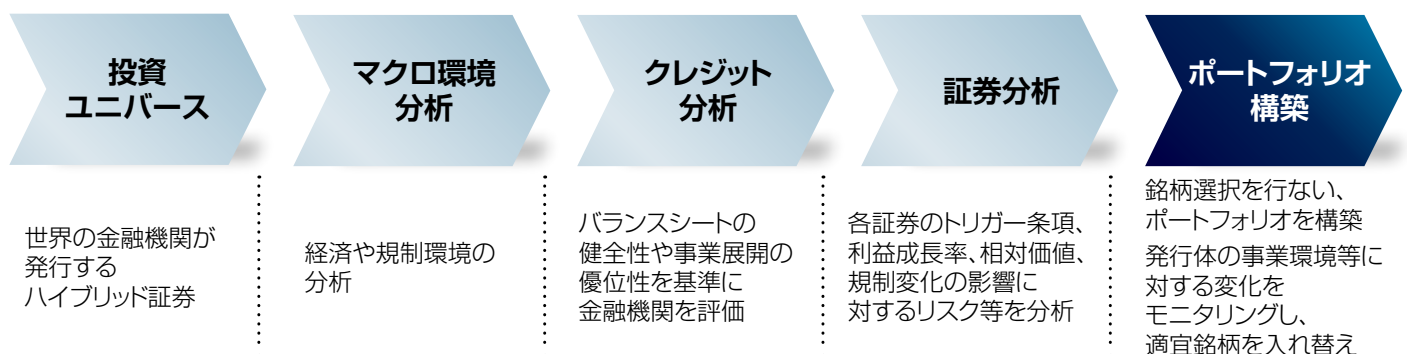 投資
ユニバース
マクロ環境
分析
クレジット
分析
証券分析
ポートフォリオ
構築
世界の金融機関が
発行する
ハイブリッド証券
経済や規制環境の
分析
バランスシートの
健全性や事業展開の
優位性を基準に
金融機関を評価
各証券のトリガー条項、
利益成長率、相対価値、
規制変化の影響に
対するリスク等を分析
銘柄選択を行ない、
ポートフォリオを構築
発行体の事業環境等に
対する変化を
モニタリングし、
適宜銘柄を入れ替え